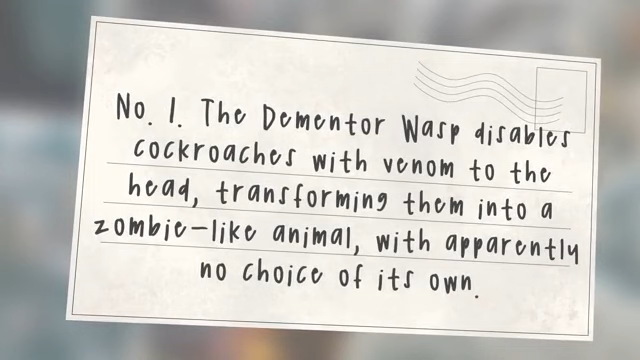 No. 1. The Dementor Wasp disables
cockroaches with venom to the
head, transforming them into a
zombie-like animal, with apparently
no choice of its own.